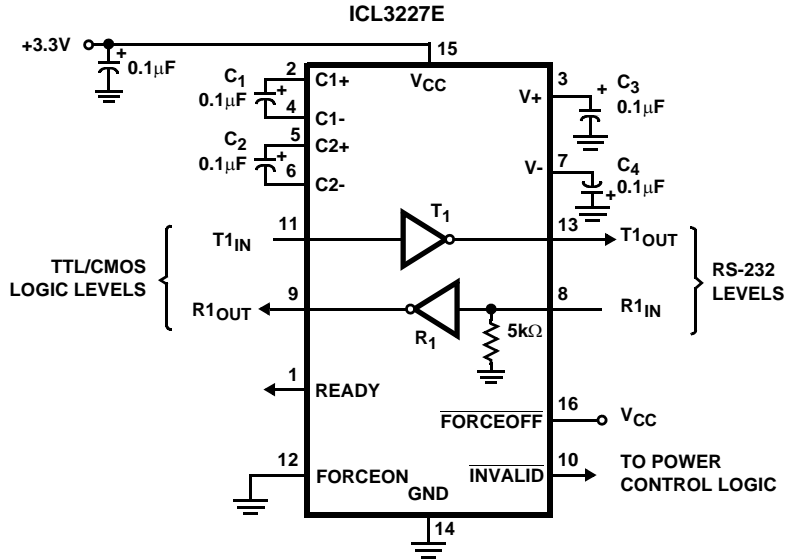 ICL3227E
+3.3V
+
0.1μF
15
VCC
C1
0.1μF
2
+
4
C1+
C1-
C2
0.1μF
5
+
6
C2+
C2-
3
V+
+
C3
0.1μF
7
V-
C4
0.1μF
+
TTL/CMOS
LOGIC LEVELS
T1IN
11
T1
13
T1OUT
RS-232
LEVELS
R1OUT
9
R1
5kΩ
8
R1IN
1
READY
16
FORCEOFF
VCC
12
FORCEON
10
INVALID
TO POWER
CONTROL LOGIC
GND
14